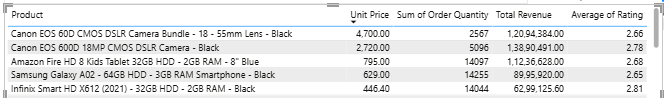 Product Unit Price Sum of Order Quantity Total Revenue Average of Rating
Canon EOS 60D CMOS DSLR Camera Bundle - 18 - 55mm Lens - Black 4,700.00 2567 1,20,94,384.00 2.66
Canon EOS 600D 18MP CMOS DSLR Camera - Black 2,720.00 5096 1,38,90,491.00 2.78
Amazon Fire HD 8 Kids Tablet 32GB HDD - 2GB RAM - 8" Blue 795.00 14097 1,12,36,628.00 2.68
Samsung Galaxy A02 - 64GB HDD - 3GB RAM Smartphone - Black 629.00 14255 89,95,920.00 2.65
Infinix Smart HD X612 (2021) - 32GB HDD - 2GB RAM - Black 446.40 14044 62,99,125.60 2.81